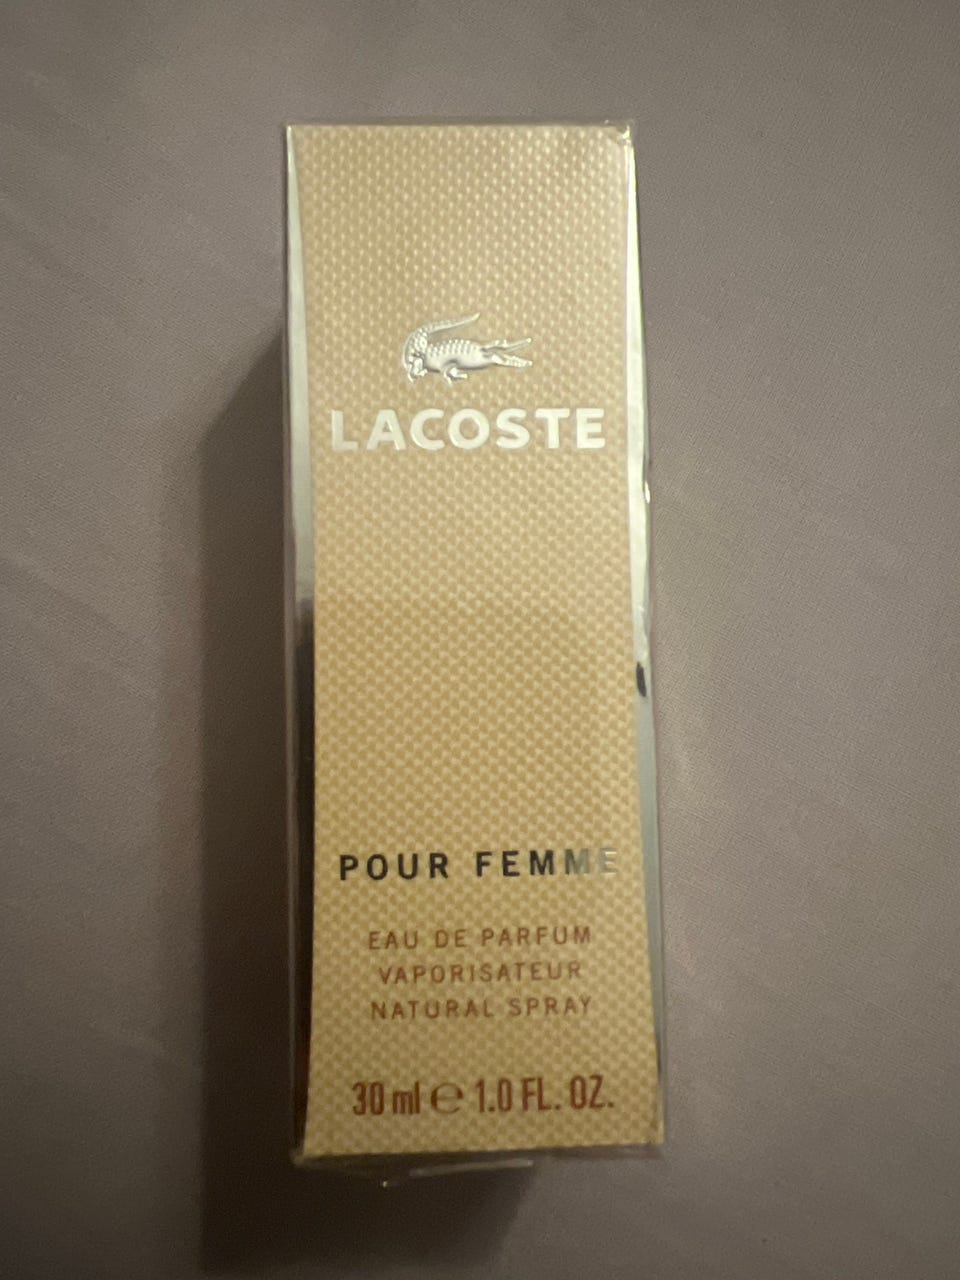 LACOSTE
POUR FEMME
EAU DE PARFUM
VAPORISATEUR
NATURAL SPRAY
30 ml e 1.0 FL. OZ.